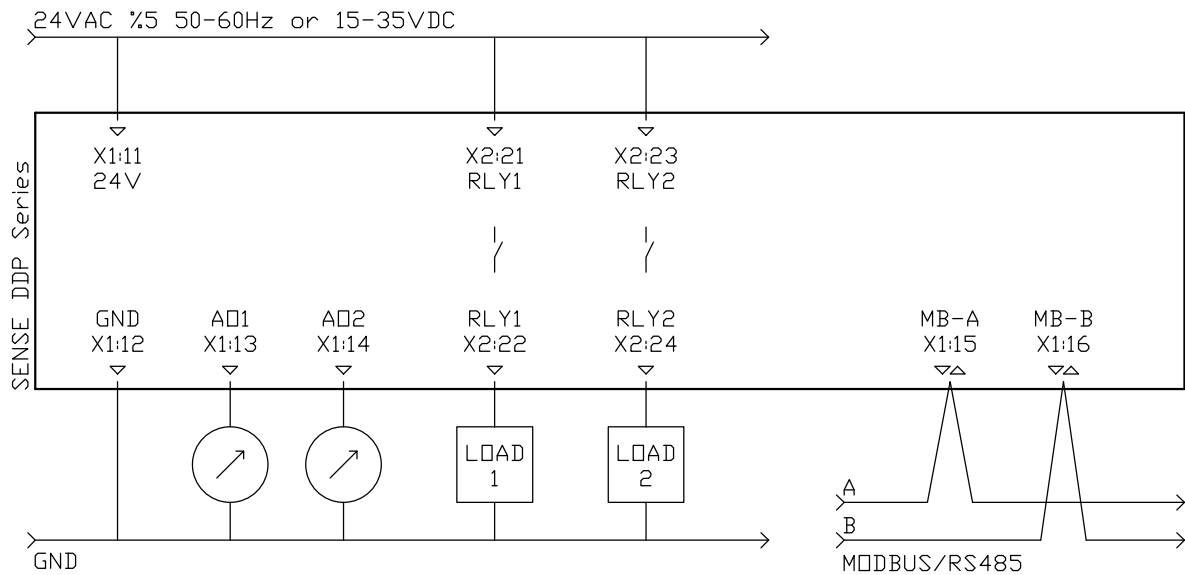 24VAC %5 50-60Hz or 15-35VDC
SENSE DDP Series
X1:11
24V
X2:21
RLY1
X2:23
RLY2
GND
X1:12
AO1
X1:13
AO2
X1:14
RLY1
X2:22
RLY2
X2:24
MB-A
X1:15
MB-B
X1:16
LOAD
1
LOAD
2
A
B
GND
MODBUS/RS485